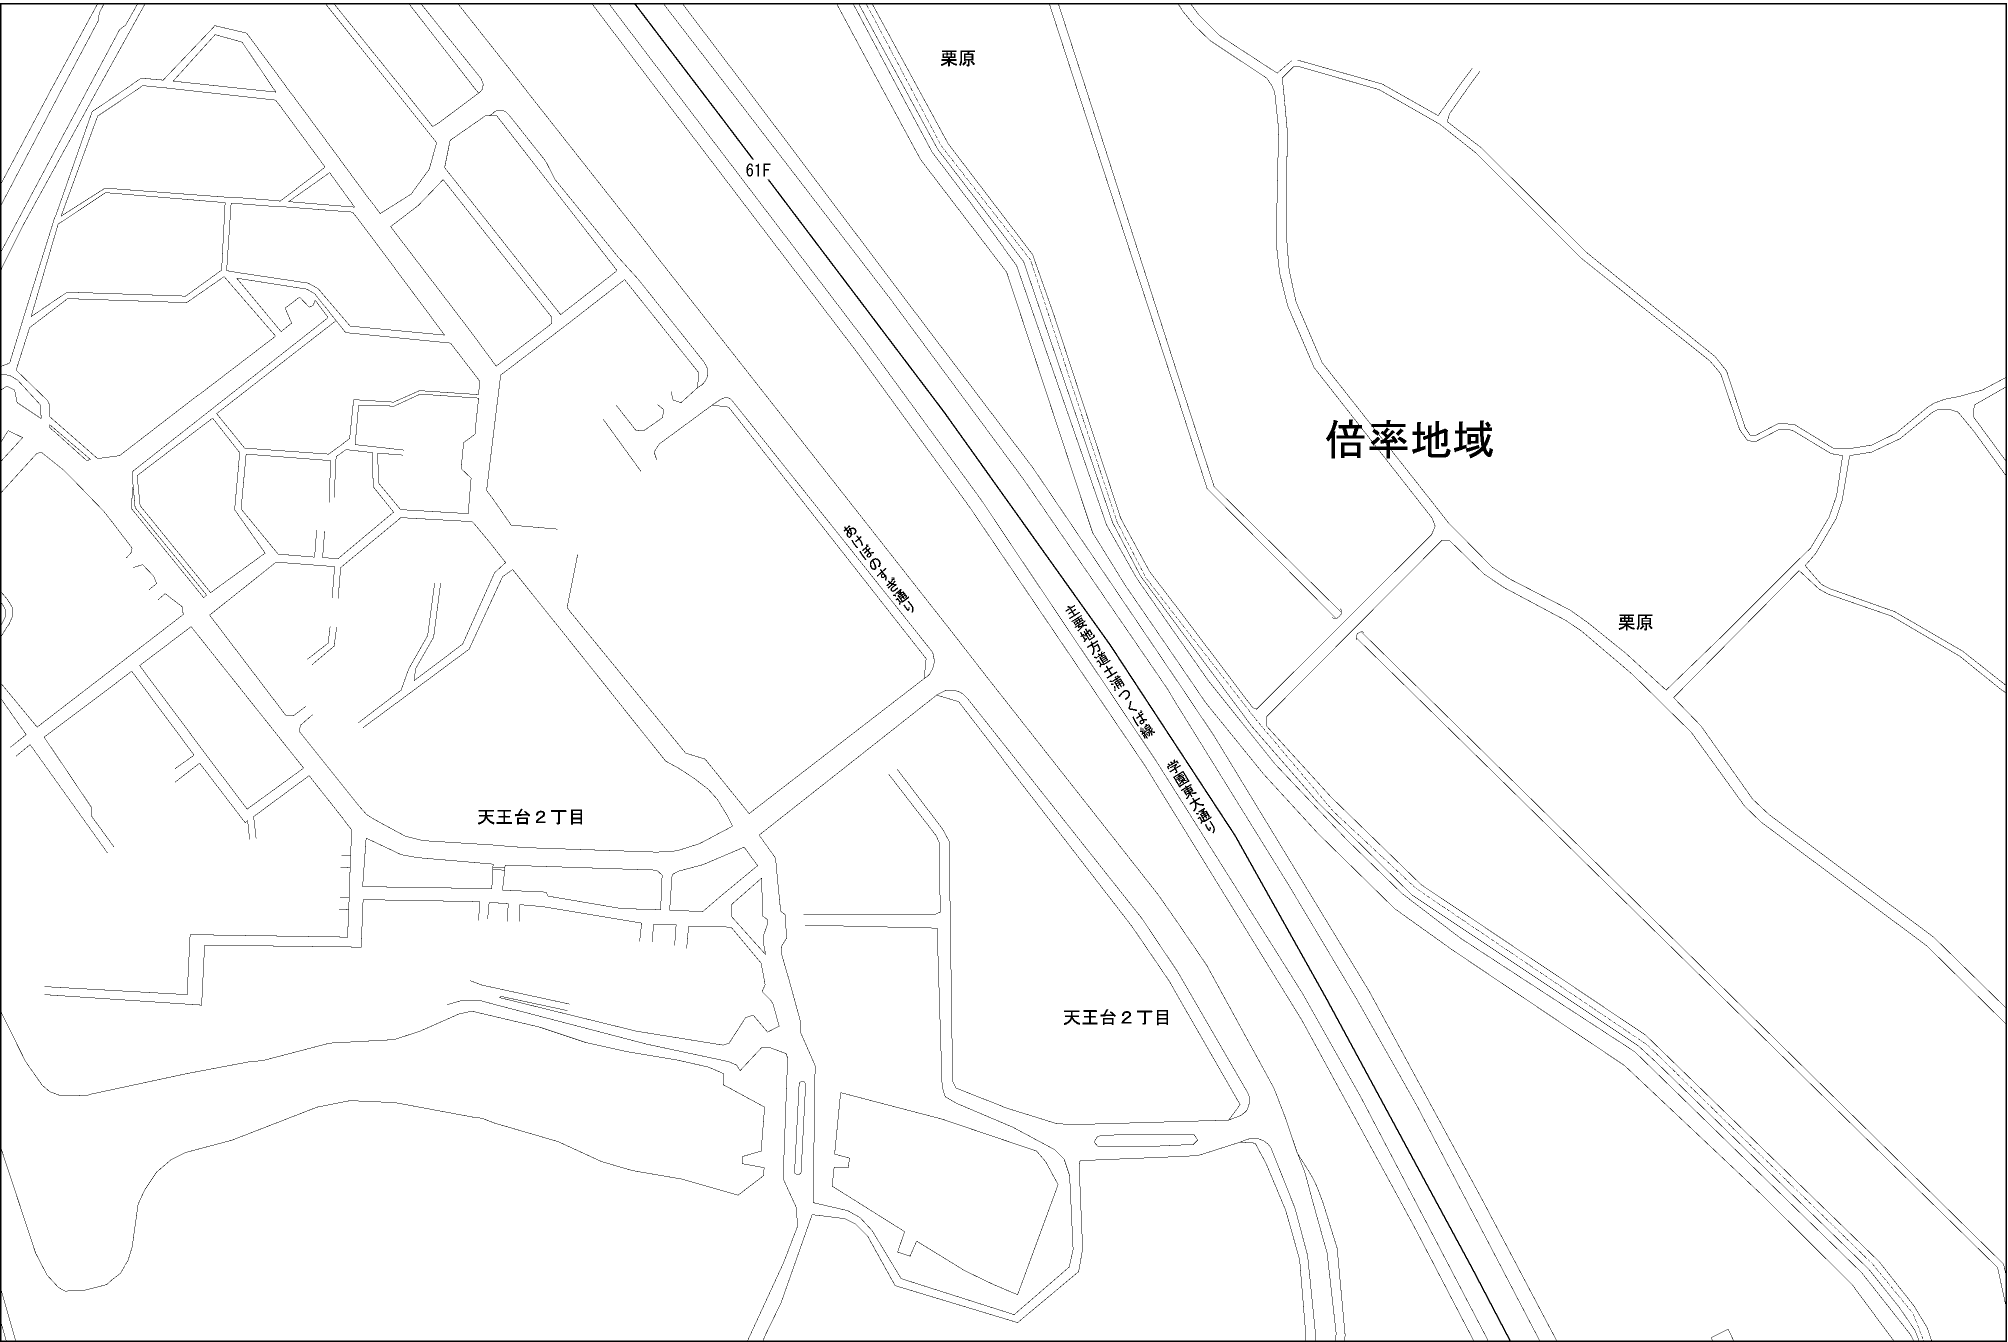 栗原
61F
倍率地域
あけぼのすぎ通り
主要地方道土浦つくば線 学園東大通り
栗原
天王台２丁目
天王台２丁目